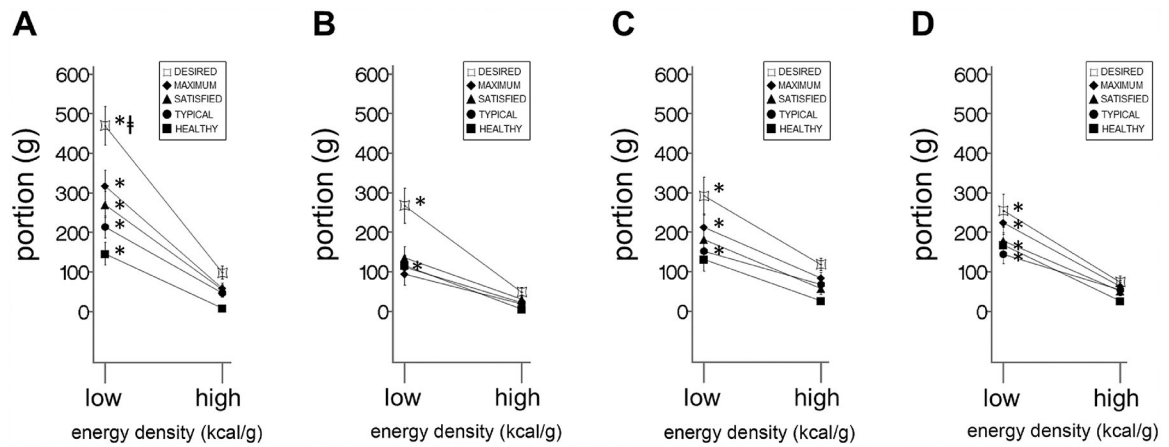 A
600
500
400
300
200
100
0
portion (g)
DESIRED
MAXIMUM
SATISFIED
TYPICAL
HEALTHY
*ǂ
*
*
*
*
low high
energy density (kcal/g)
B
600
500
400
300
200
100
0
portion (g)
DESIRED
MAXIMUM
SATISFIED
TYPICAL
HEALTHY
*
*
low high
energy density (kcal/g)
C
600
500
400
300
200
100
0
portion (g)
DESIRED
MAXIMUM
SATISFIED
TYPICAL
HEALTHY
*
*
*
low high
energy density (kcal/g)
D
600
500
400
300
200
100
0
portion (g)
DESIRED
MAXIMUM
SATISFIED
TYPICAL
HEALTHY
*
*
*
*
low high
energy density (kcal/g)